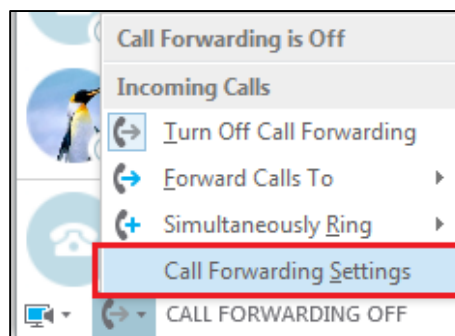 Call Forwarding is Off
Incoming Calls
Turn Off Call Forwarding
Forward Calls To
Simultaneously Ring
Call Forwarding Settings
CALL FORWARDING OFF